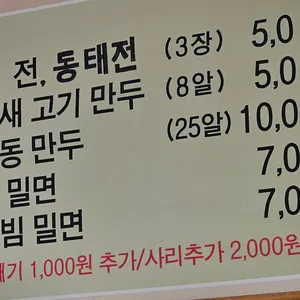 전, 동태전 (3장) 5,0
새 고기 만두 (8알) 5,0
동 만두 (25알) 10,0
밀면 7,0
빔 밀면 7,0
배기 1,000원 추가/사리추가 2,000원